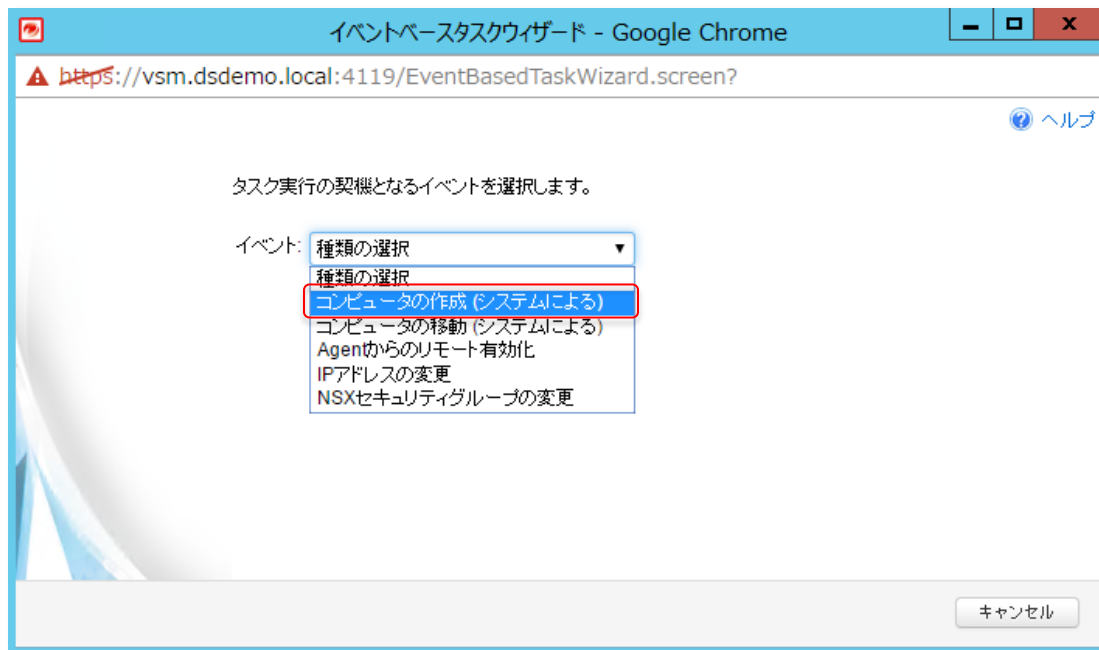 イベントベースタスクウィザード - Google Chrome
https://vsm.dsdemo.local:4119/EventBasedTaskWizard.screen?
ヘルプ
タスク実行の契機となるイベントを選択します。
イベント: 種類の選択
種類の選択
コンピュータの作成 (システムによる)
コンピュータの移動 (システムによる)
Agentからのリモート有効化
IPアドレスの変更
NSXセキュリティグループの変更
キャンセル